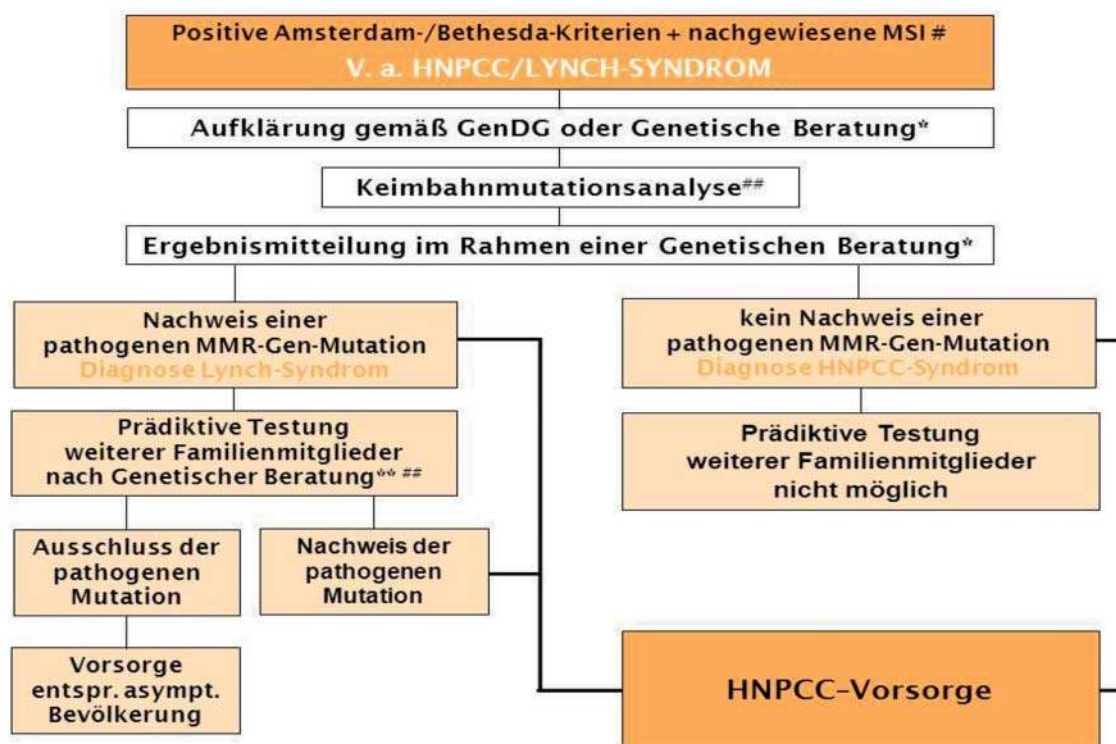 Positive Amsterdam-/Bethesda-Kriterien + nachgewiesene MSI #
V. a. HNPCC/LYNCH-SYNDROM
Aufklärung gemäß GenDG oder Genetische Beratung*
Keimbahnmutationsanalyse##
Ergebnismitteilung im Rahmen einer Genetischen Beratung*
Nachweis einer
pathogenen MMR-Gen-Mutation
Diagnose Lynch-Syndrom
kein Nachweis einer
pathogenen MMR-Gen-Mutation
Diagnose HNPCC-Syndrom
Prädiktive Testung
weiterer Familienmitglieder
nach Genetischer Beratung** ##
Prädiktive Testung
weiterer Familienmitglieder
nicht möglich
Ausschluss der
pathogenen
Mutation
Nachweis der
pathogenen
Mutation
Vorsorge
entspr. asympt.
Bevölkerung
HNPCC-Vorsorge